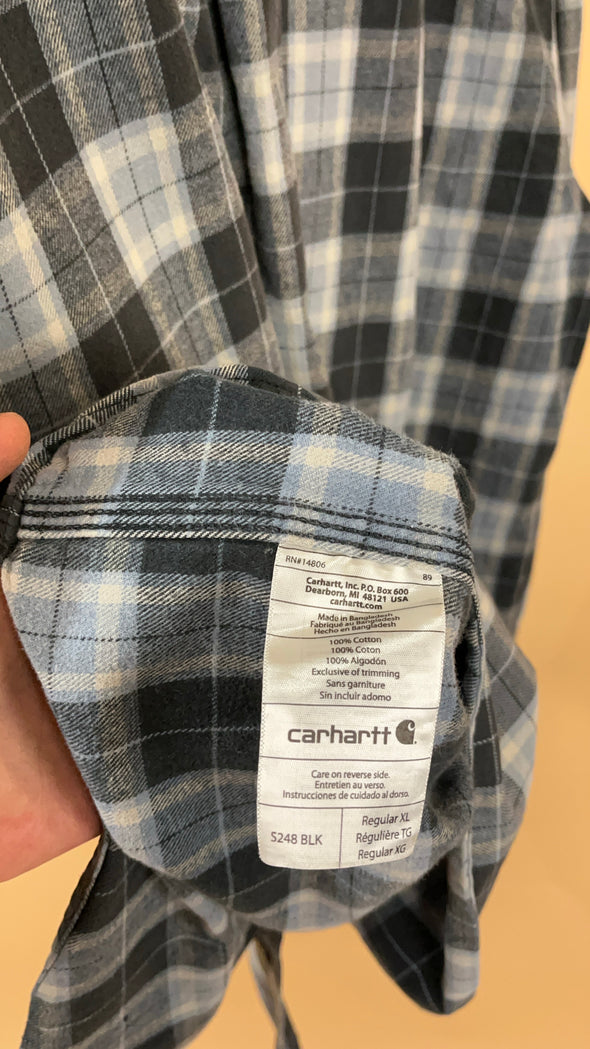 RN#14806 89
Carhartt, Inc. P.O. Box 600
Dearborn, MI 48121 USA
carhartt.com
Made in Bangladesh
Fabriqué au Bangladesh
Hecho en Bangladesh
100% Cotton
100% Coton
100% Algodón
Exclusive of trimming
Sans garniture
Sin incluir adorno
carhartt
Care on reverse side.
Entretien au verso.
Instrucciones de cuidado al dorso.
S248 BLK
Regular XL
Régulière TG
Regular XG